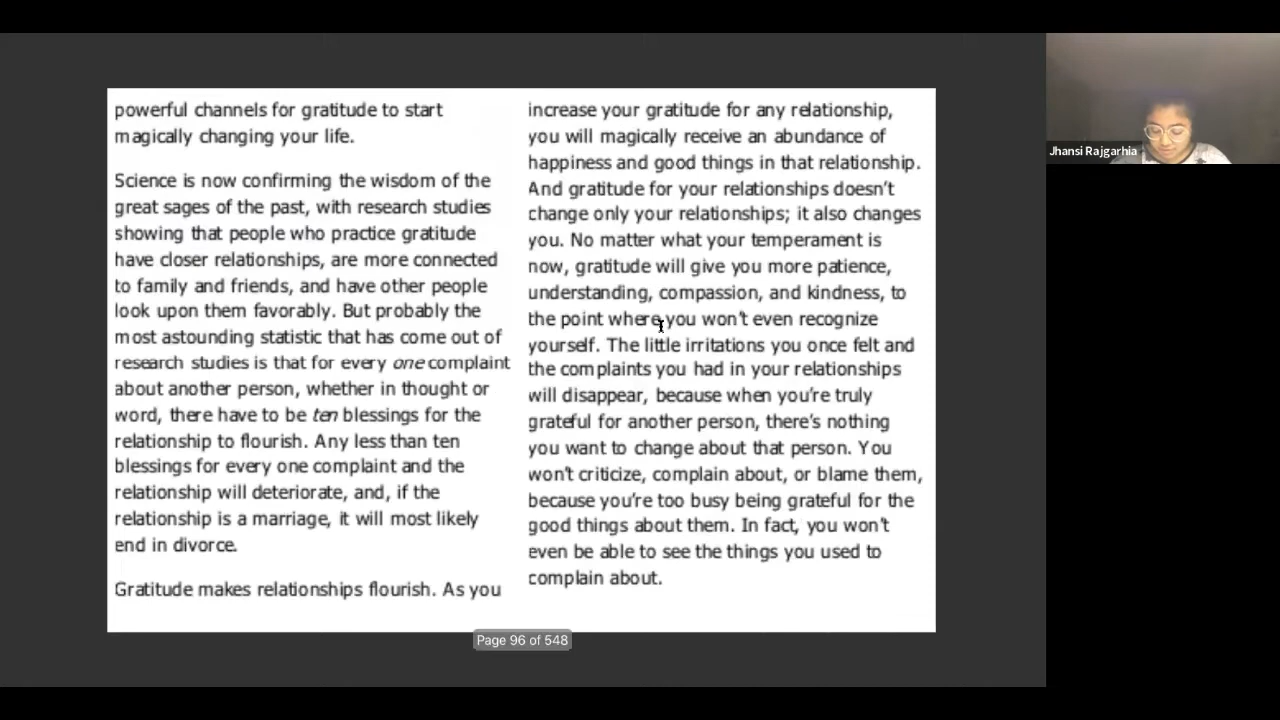 powerful channels for gratitude to start
magically changing your life.
Science is now confirming the wisdom of the
great sages of the past, with research studies
showing that people who practice gratitude
have closer relationships, are more connected
to family and friends, and have other people
look upon them favorably. But probably the
most astounding statistic that has come out of
research studies is that for every one complaint
about another person, whether in thought or
word, there have to be ten blessings for the
relationship to flourish. Any less than ten
blessings for every one complaint and the
relationship will deteriorate, and, if the
relationship is a marriage, it will most likely
end in divorce.
Gratitude makes relationships flourish. As you
increase your gratitude for any relationship,
you will magically receive an abundance of
happiness and good things in that relationship.
And gratitude for your relationships doesn't
change only your relationships; it also changes
you. No matter what your temperament is
now, gratitude will give you more patience,
understanding, compassion, and kindness, to
the point where you won't even recognize
yourself. The little irritations you once felt and
the complaints you had in your relationships
will disappear, because when you're truly
grateful for another person, there's nothing
you want to change about that person. You
won't criticize, complain about, or blame them,
because you're too busy being grateful for the
good things about them. In fact, you won't
even be able to see the things you used to
complain about.
Page 96 of 548
Jhansi Rajgarhia